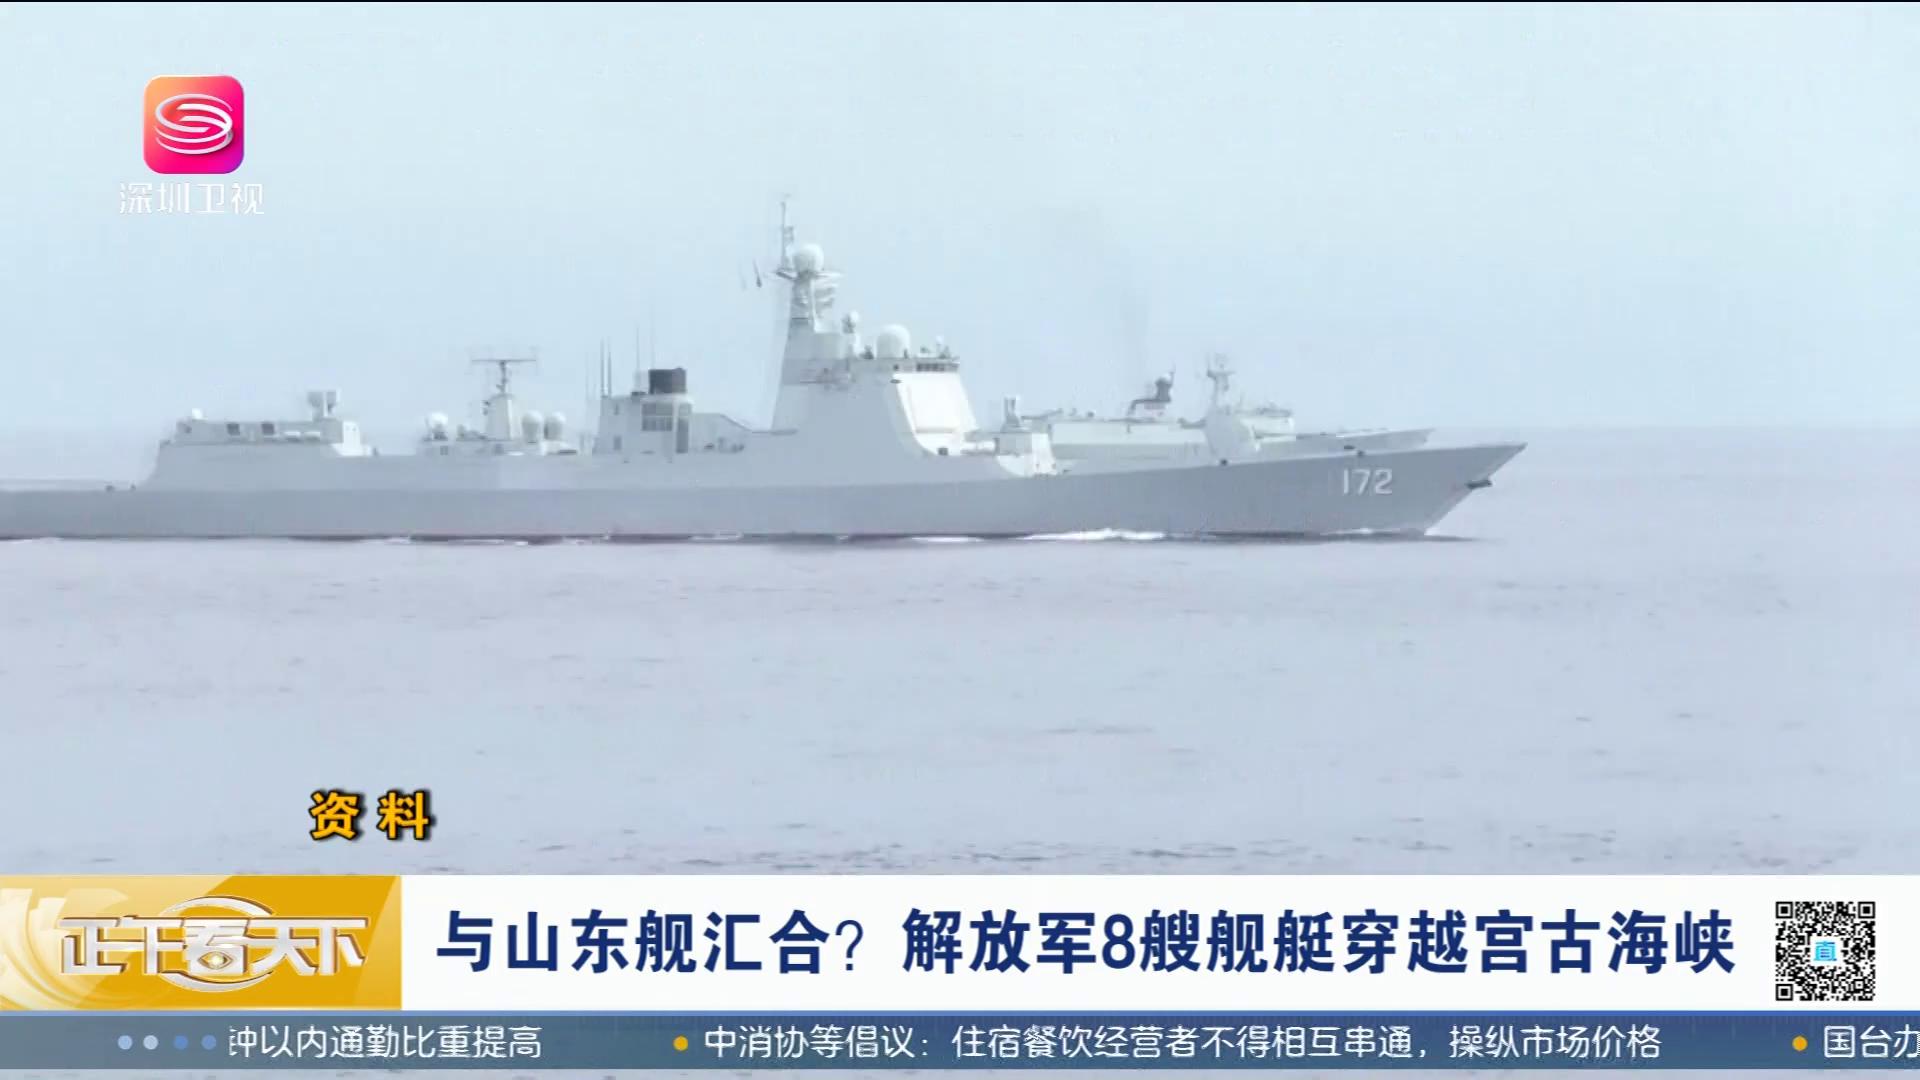 深圳卫视
172
资料
正午看天下
与山东舰汇合？解放军8艘舰艇穿越宫古海峡
直
钟以内通勤比重提高
中消协等倡议：住宿餐饮经营者不得相互串通，操纵市场价格
国台办